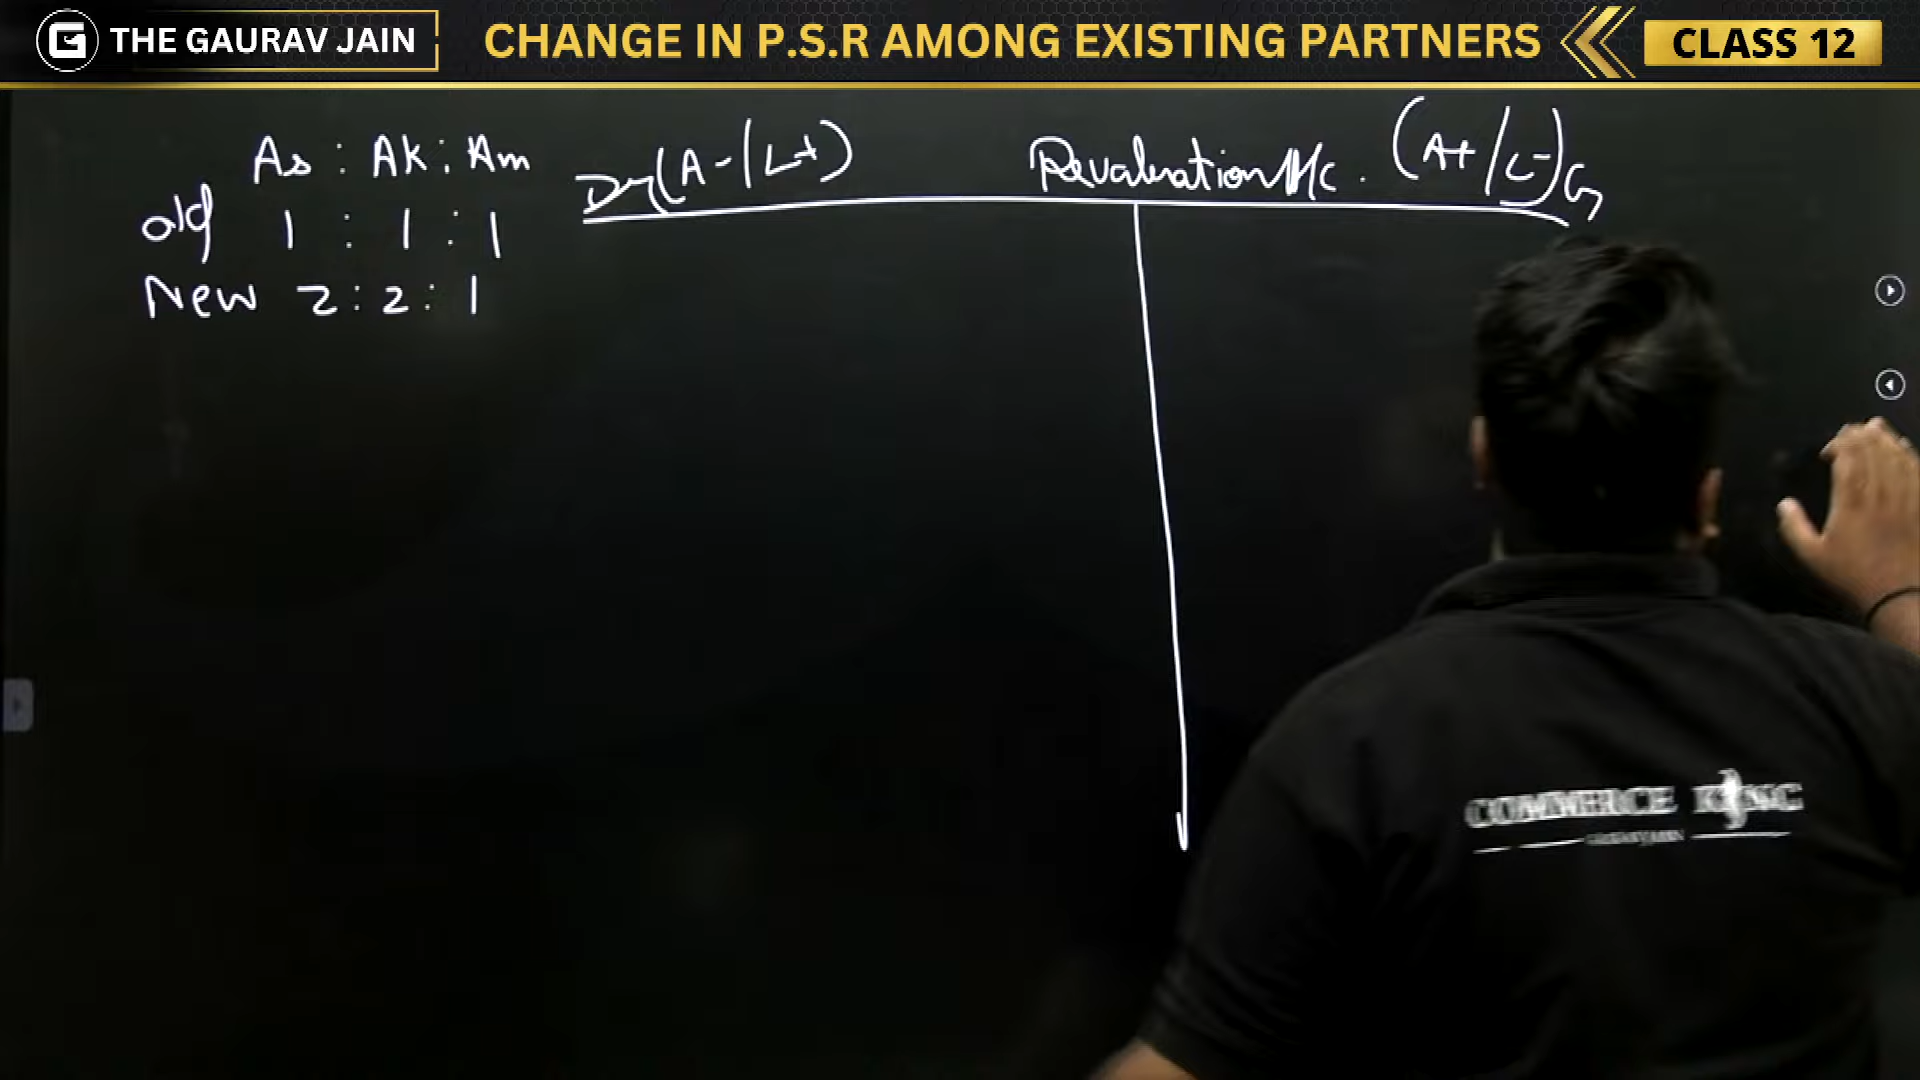 G THE GAURAV JAIN
CHANGE IN P.S.R AMONG EXISTING PARTNERS
CLASS 12
As : Ak : Am
old 1 : 1 : 1
New 2 : 2 : 1
Dr (A-/L+) Revaluation A/c. (A+/L-) Cr
COMMERCE KING